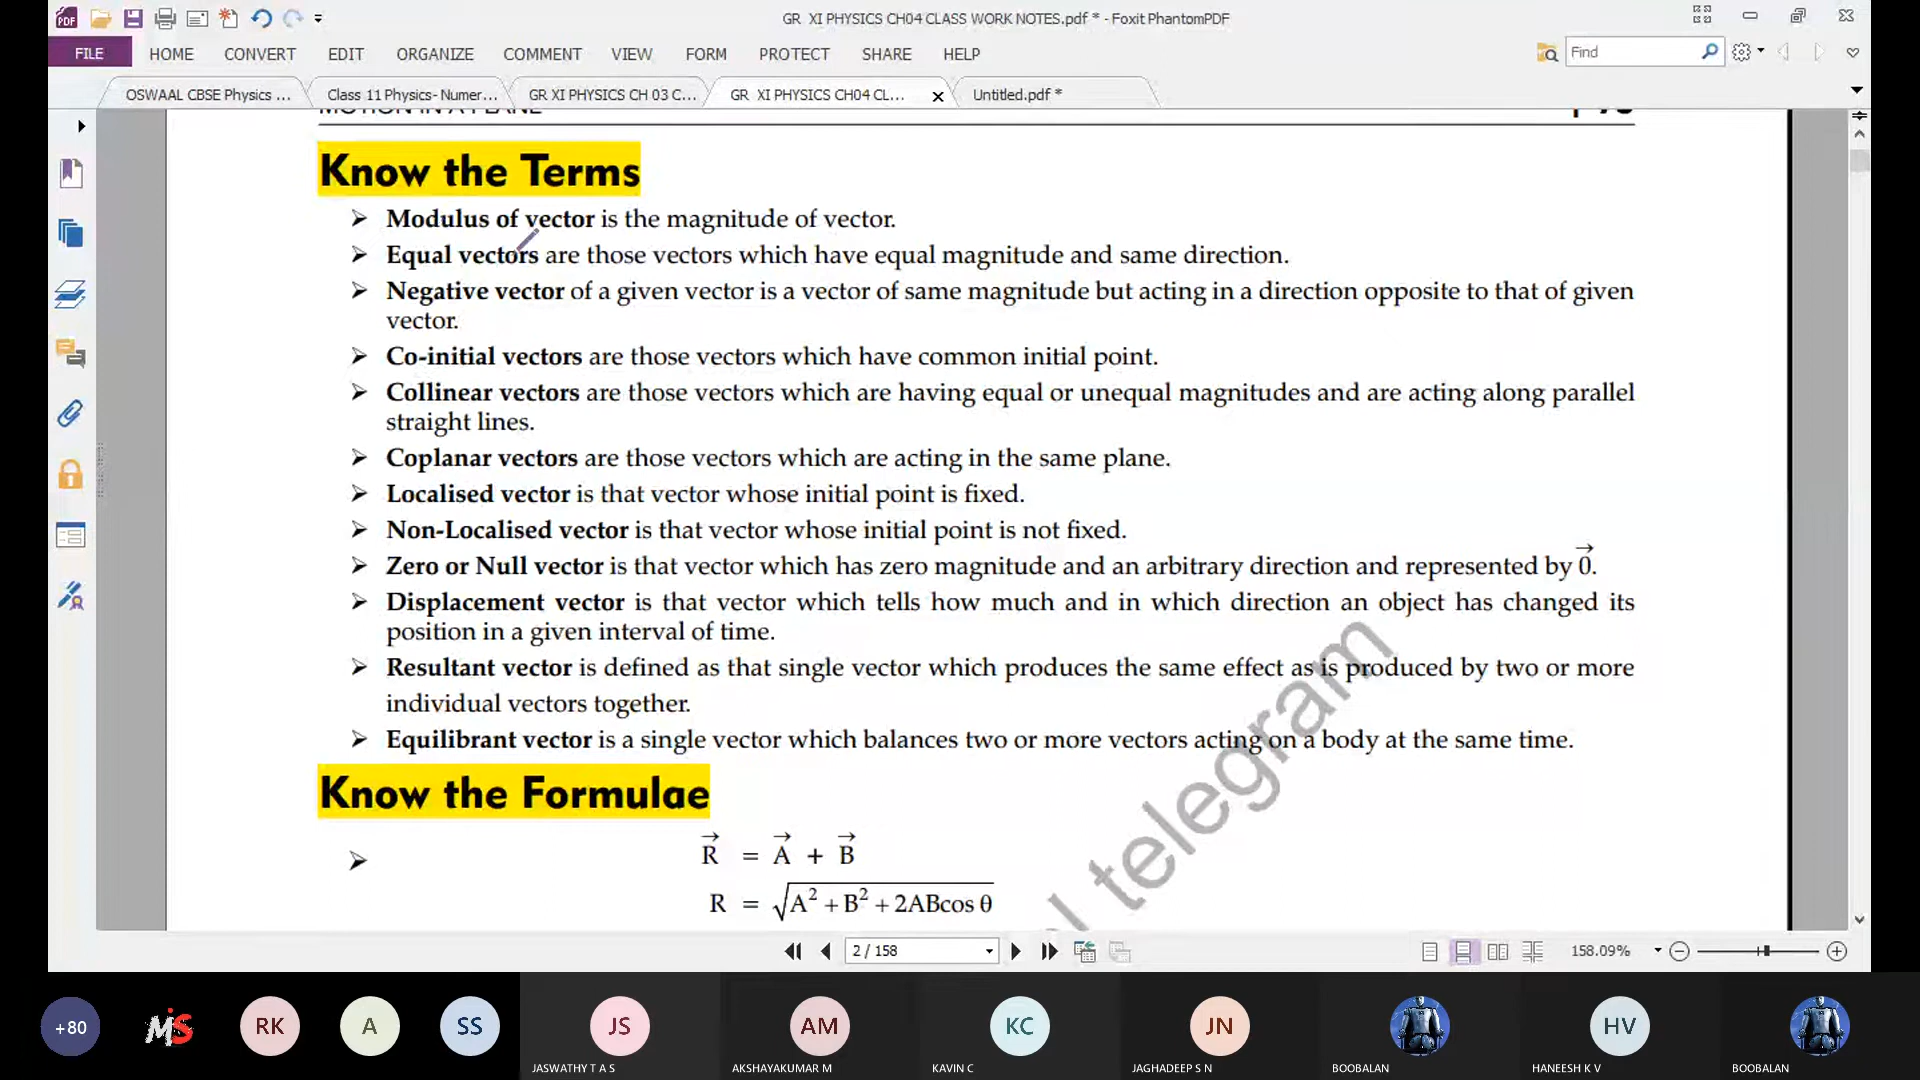 GR XI PHYSICS CH04 CLASS WORK NOTES.pdf * - Foxit PhantomPDF
FILE HOME CONVERT EDIT ORGANIZE COMMENT VIEW FORM PROTECT SHARE HELP Find
OSWAAL CBSE Physics ... Class 11 Physics- Numer... GR XI PHYSICS CH 03 C... GR XI PHYSICS CH04 CL... Untitled.pdf *
MOTION IN A PLANE
Know the Terms
➢ Modulus of vector is the magnitude of vector.
➢ Equal vectors are those vectors which have equal magnitude and same direction.
➢ Negative vector of a given vector is a vector of same magnitude but acting in a direction opposite to that of given
vector.
➢ Co-initial vectors are those vectors which have common initial point.
➢ Collinear vectors are those vectors which are having equal or unequal magnitudes and are acting along parallel
straight lines.
➢ Coplanar vectors are those vectors which are acting in the same plane.
➢ Localised vector is that vector whose initial point is fixed.
➢ Non-Localised vector is that vector whose initial point is not fixed.
➢ Zero or Null vector is that vector which has zero magnitude and an arbitrary direction and represented by 0⃗.
➢ Displacement vector is that vector which tells how much and in which direction an object has changed its
position in a given interval of time.
➢ Resultant vector is defined as that single vector which produces the same effect as is produced by two or more
individual vectors together.
➢ Equilibrant vector is a single vector which balances two or more vectors acting on a body at the same time.
Know the Formulae
➢ R⃗ = A⃗ + B⃗
R = √(A² + B² + 2ABcos θ)
telegram
2 / 158 158.09%
+80 MJS RK A SS JS AM KC JN HV
JASWATHY T A S AKSHAYAKUMAR M KAVIN C JAGHADEEP S N BOOBALAN HANEESH K V BOOBALAN